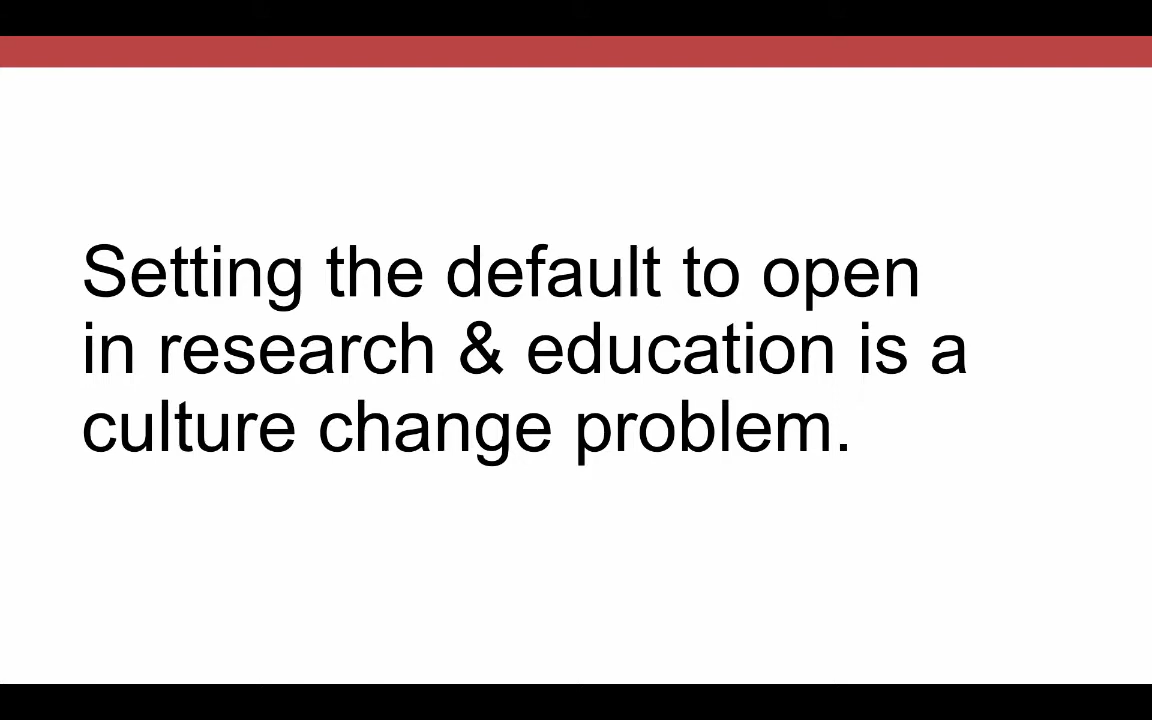 Setting the default to open
in research & education is a
culture change problem.